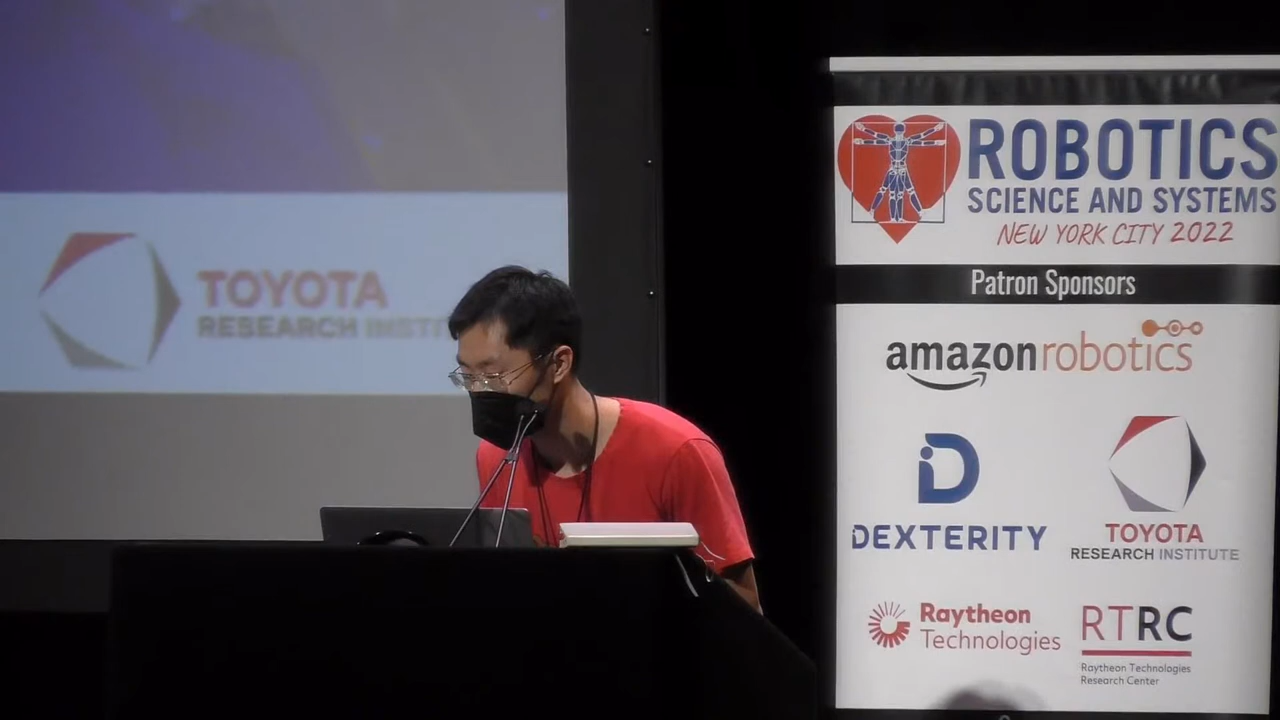 TOYOTA
RESEARCH INSTI
ROBOTICS
SCIENCE AND SYSTEMS
NEW YORK CITY 2022
Patron Sponsors
amazon robotics
DEXTERITY
TOYOTA
RESEARCH INSTITUTE
Raytheon
Technologies
RTRC
Raytheon Technologies
Research Center